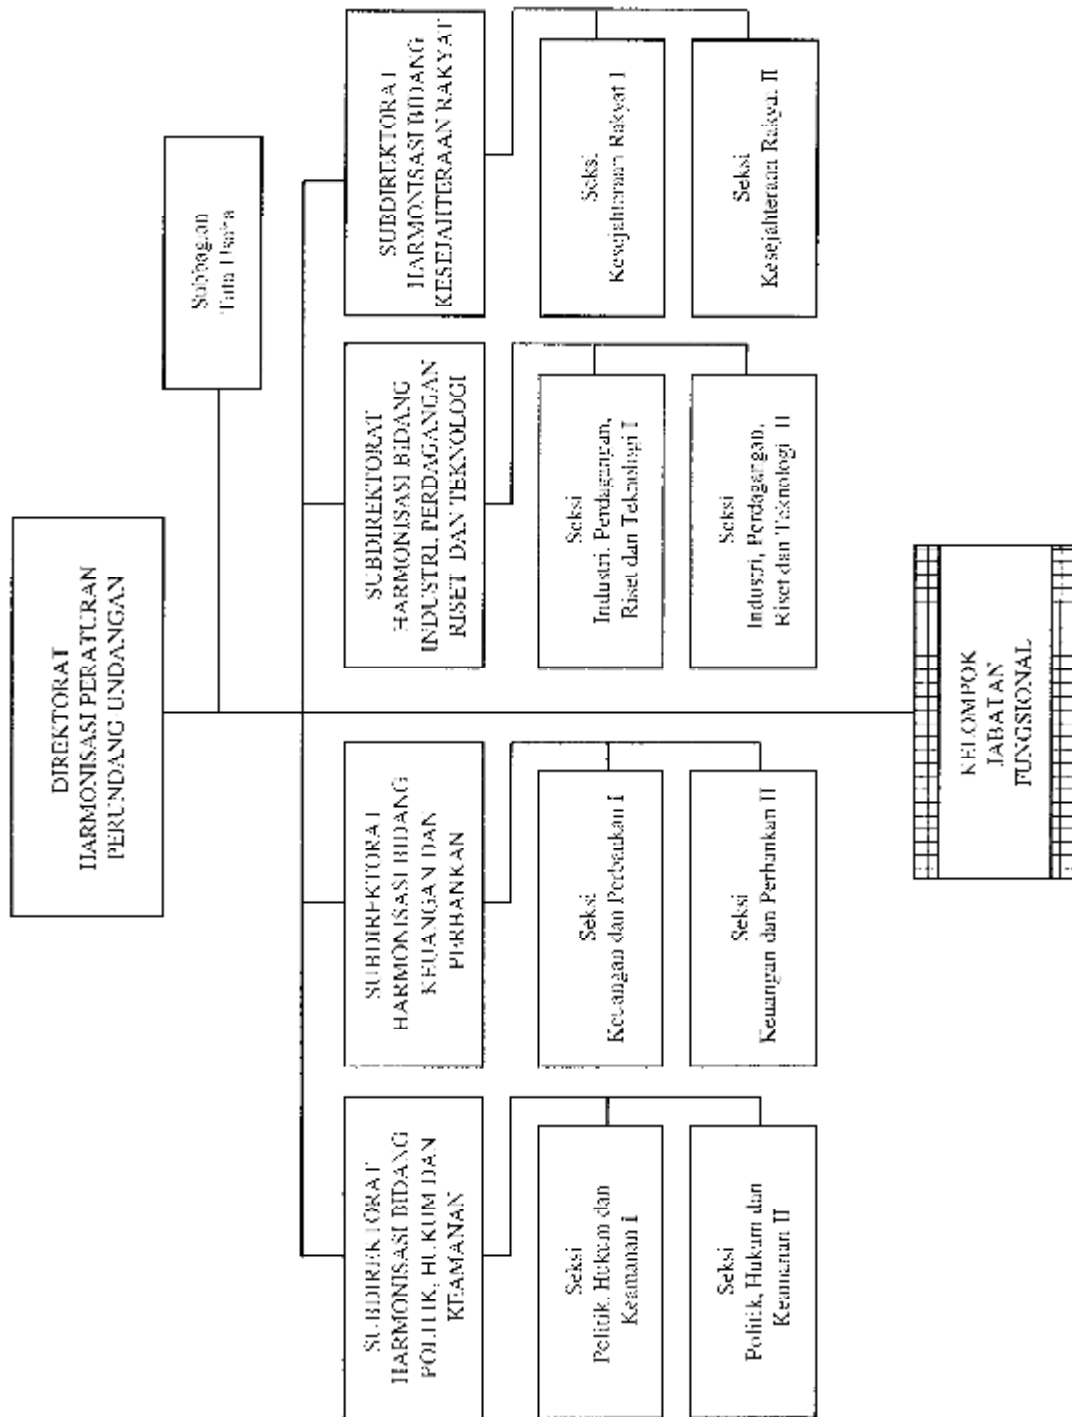 DIREKTORAT
HARMONISASI PERATURAN
PERUNDANG UNDANGAN
Subbagian
Tata Usaha
SUBDIREKTORAT
HARMONISASI BIDANG
POLITIK, HUKUM DAN
KEAMANAN
SUBDIREKTORAT
HARMONISASI BIDANG
KEUANGAN DAN
PERBANKAN
SUBDIREKTORAT
HARMONISASI BIDANG
INDUSTRI, PERDAGANGAN
RISET DAN TEKNOLOGI
SUBDIREKTORAT
HARMONISASI BIDANG
KESEJAHTERAAN RAKYAT
Seksi
Politik, Hukum dan
Keamanan I
Seksi
Keuangan dan Perbankan I
Seksi
Industri, Perdagangan,
Riset dan Teknologi I
Seksi
Kesejahteraan Rakyat I
Seksi
Politik, Hukum dan
Keamanan II
Seksi
Keuangan dan Perbankan II
Seksi
Industri, Perdagangan,
Riset dan Teknologi II
Seksi
Kesejahteraan Rakyat II
KELOMPOK
JABATAN
FUNGSIONAL